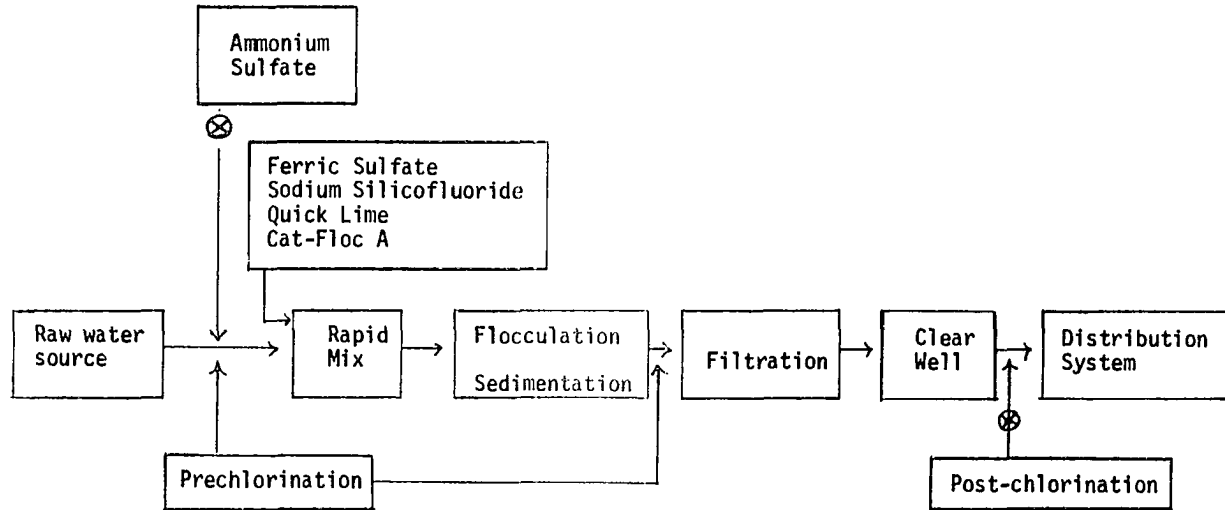 Ammonium
Sulfate
Ferric Sulfate
Sodium Silicofluoride
Quick Lime
Cat-Floc A
Raw water
source
Rapid
Mix
Flocculation
Sedimentation
Filtration
Clear
Well
Distribution
System
Prechlorination
Post-chlorination